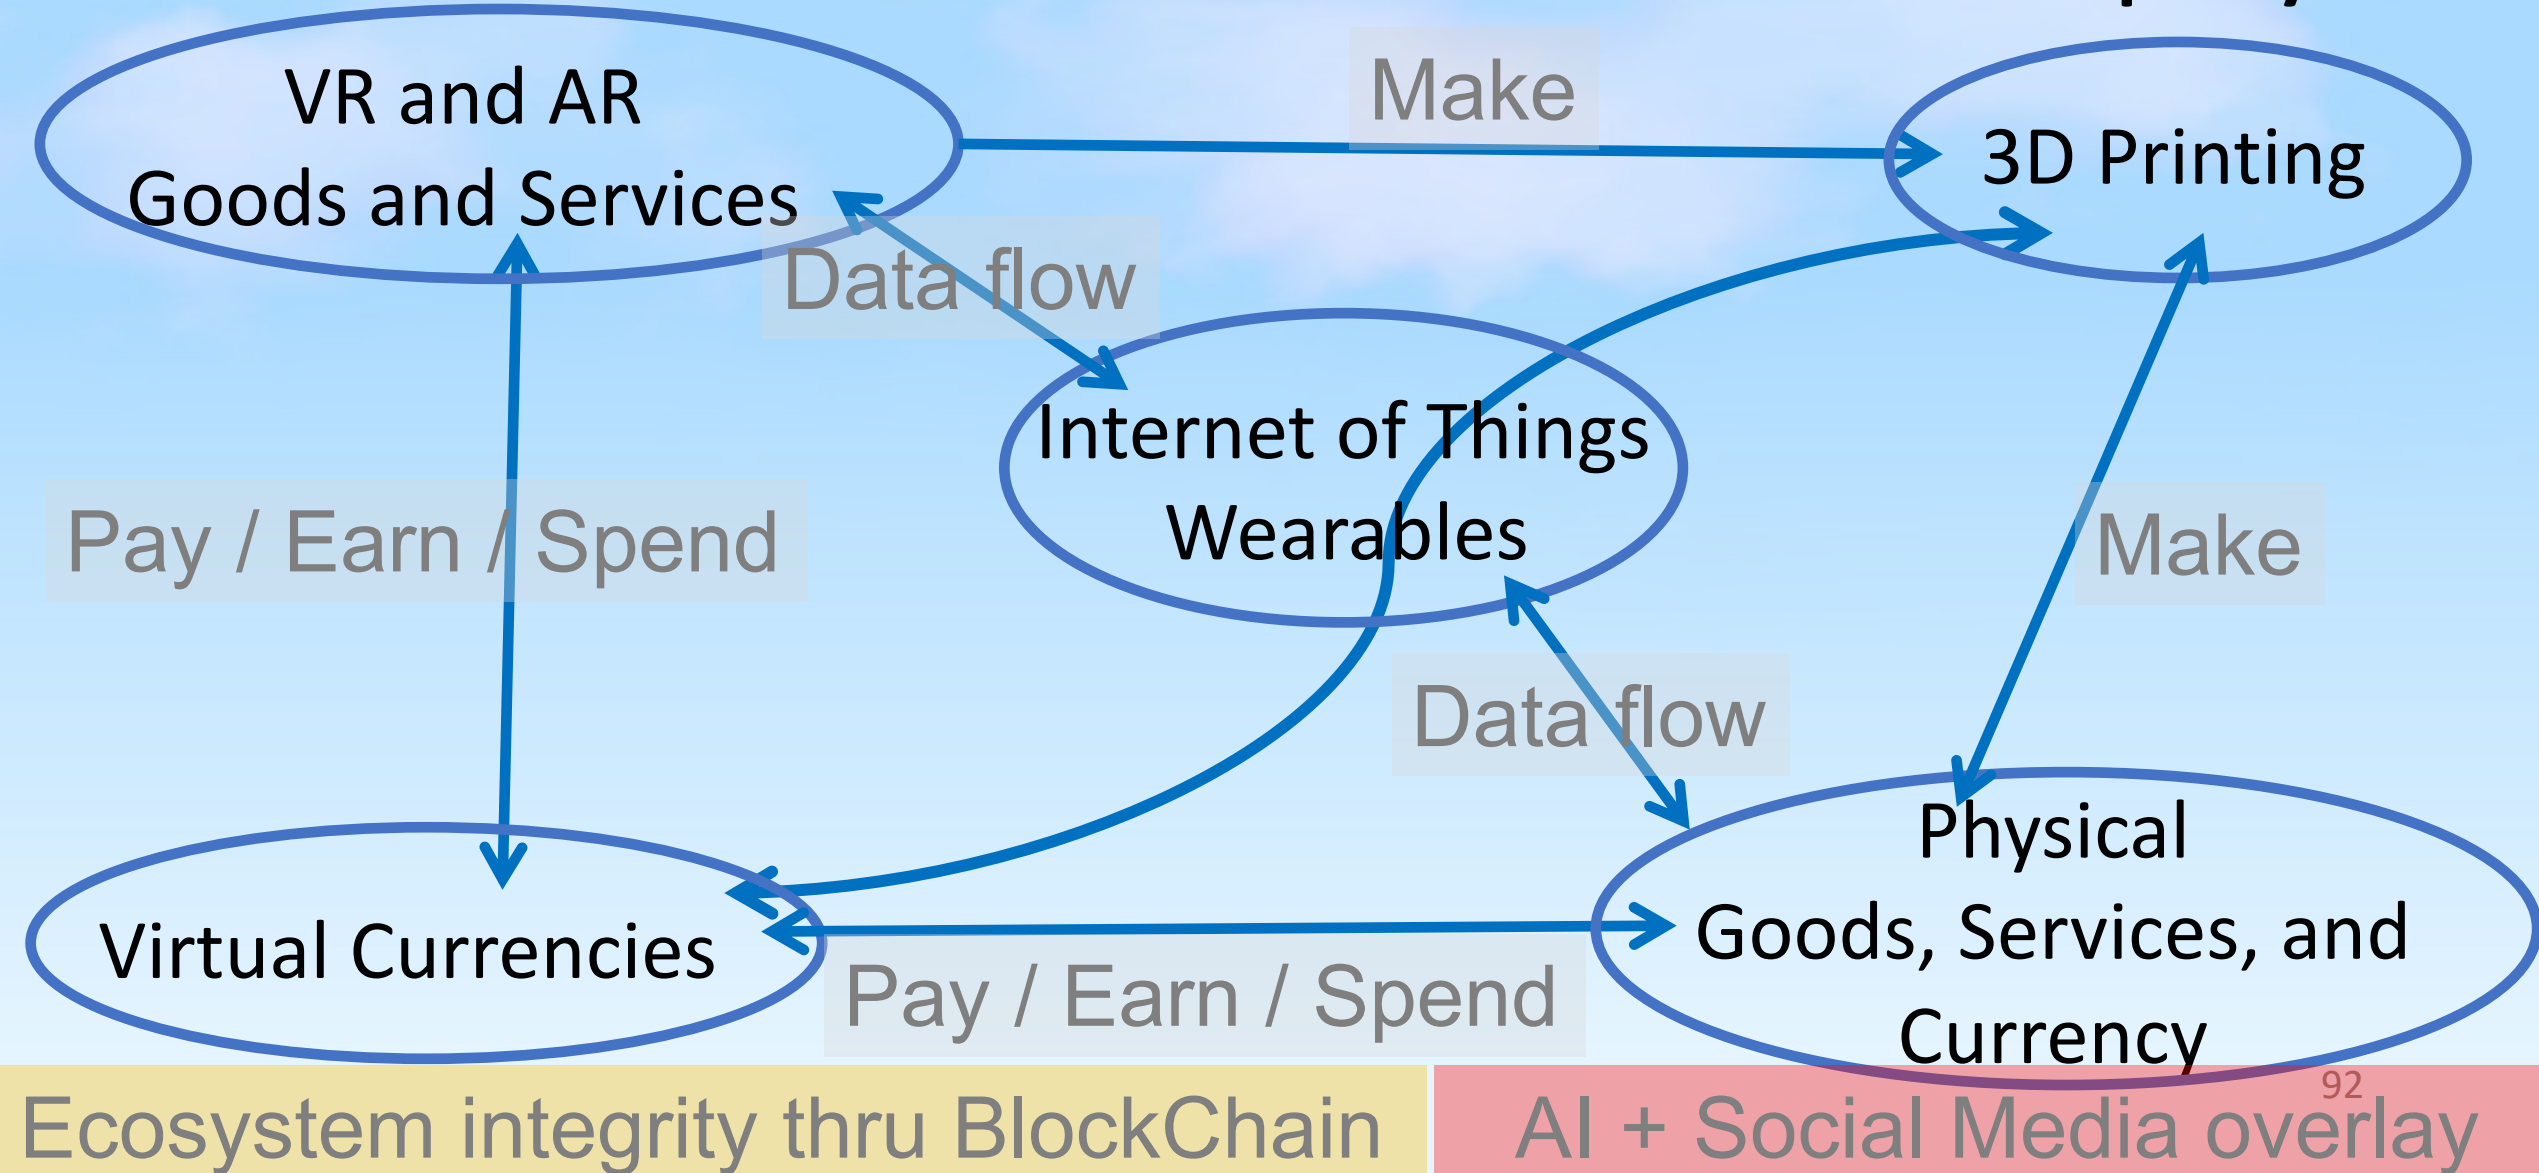 VR and AR
Goods and Services
Make
3D Printing
Data flow
Internet of Things
Wearables
Pay / Earn / Spend
Make
Data flow
Physical
Goods, Services, and
Currency
Virtual Currencies
Pay / Earn / Spend
92
Ecosystem integrity thru BlockChain
AI + Social Media overlay